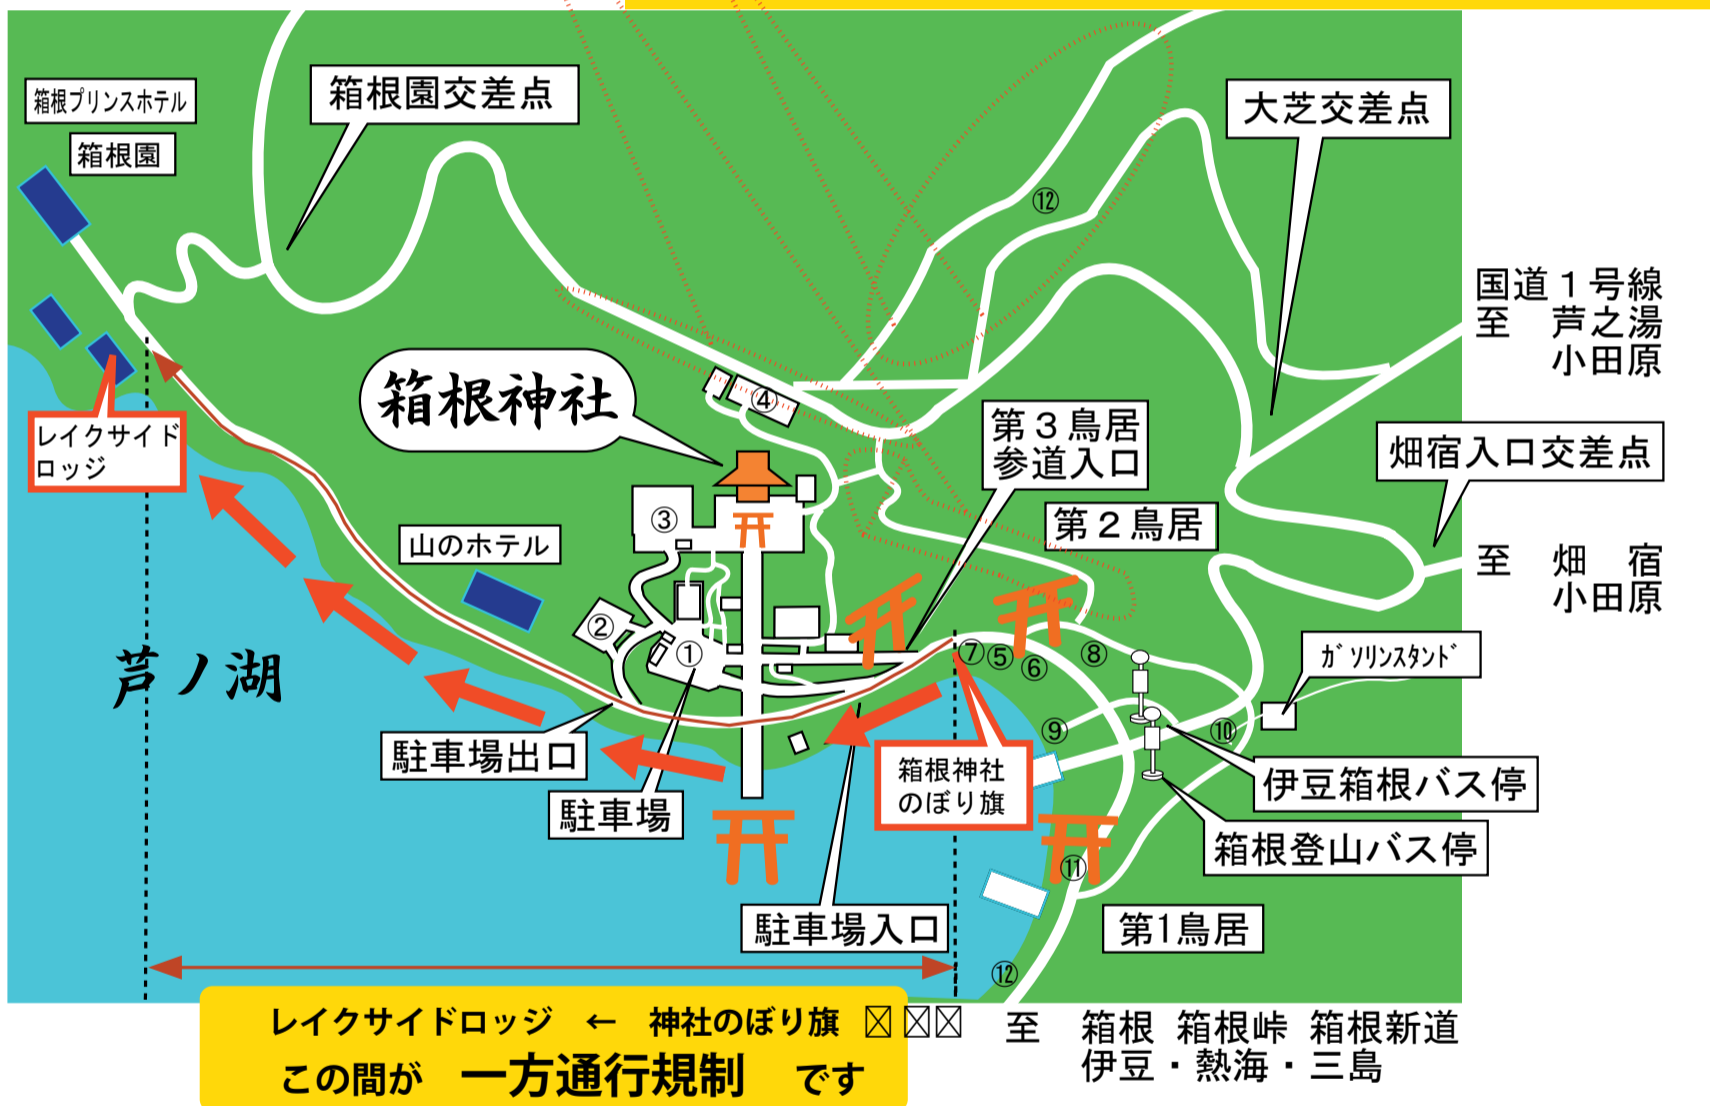 箱根プリンスホテル
箱根園
箱根園交差点
大芝交差点
⑫
国道１号線
至　芦之湯
小田原
箱根神社
④
第３鳥居
参道入口
畑宿入口交差点
レイクサイド
ロッジ
③
第２鳥居
山のホテル
至　畑　宿
小田原
②
①
⑦
⑤
⑥
⑧
ｶﾞｿﾘﾝｽﾀﾝﾄﾞ
芦ノ湖
⑨
⑩
駐車場出口
箱根神社
のぼり旗
伊豆箱根バス停
駐車場
箱根登山バス停
⑪
駐車場入口
第1鳥居
⑫
レイクサイドロッジ　←　神社のぼり旗
この間が　一方通行規制　です
至　箱根 箱根峠 箱根新道
伊豆・熱海・三島